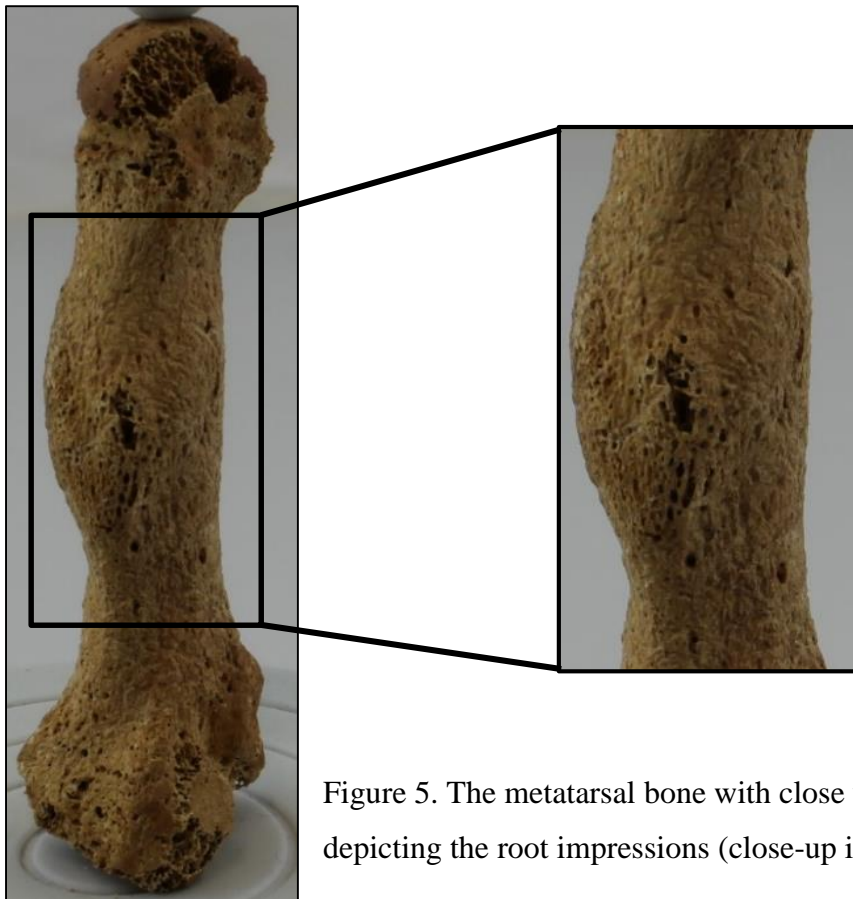 Figure 5. The metatarsal bone with close
depicting the root impressions (close-up i